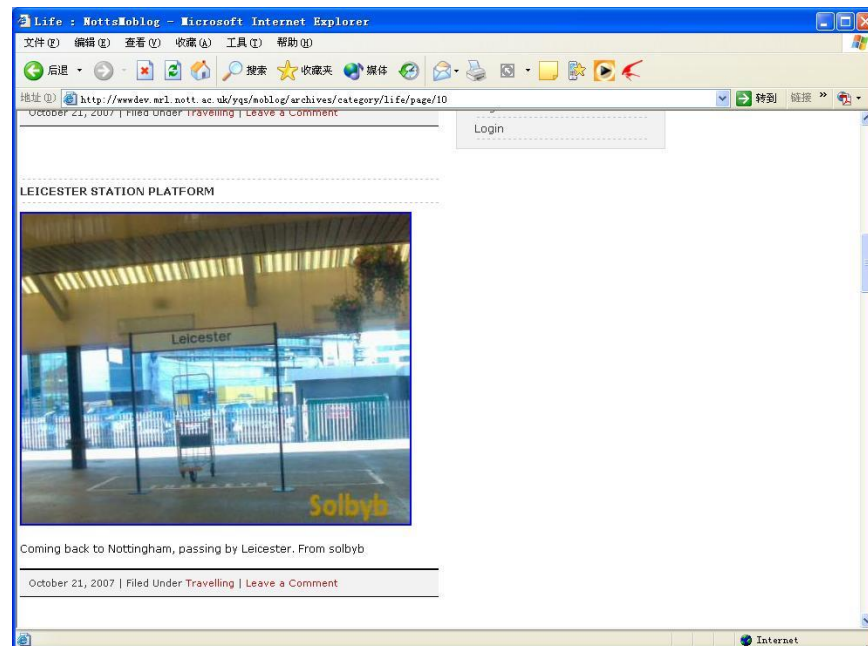 Life : NottsMoblog - Microsoft Internet Explorer
文件(F) 编辑(E) 查看(V) 收藏(A) 工具(T) 帮助(H)
后退 搜索 收藏夹 媒体
地址(D) http://wwwdev.mrl.nott.ac.uk/yqs/moblog/archives/category/life/page/10 转到 链接 »
October 21, 2007 | Filed Under Travelling | Leave a Comment
Login
LEICESTER STATION PLATFORM
Leicester
Solbyb
Coming back to Nottingham, passing by Leicester. From solbyb
October 21, 2007 | Filed Under Travelling | Leave a Comment
Internet